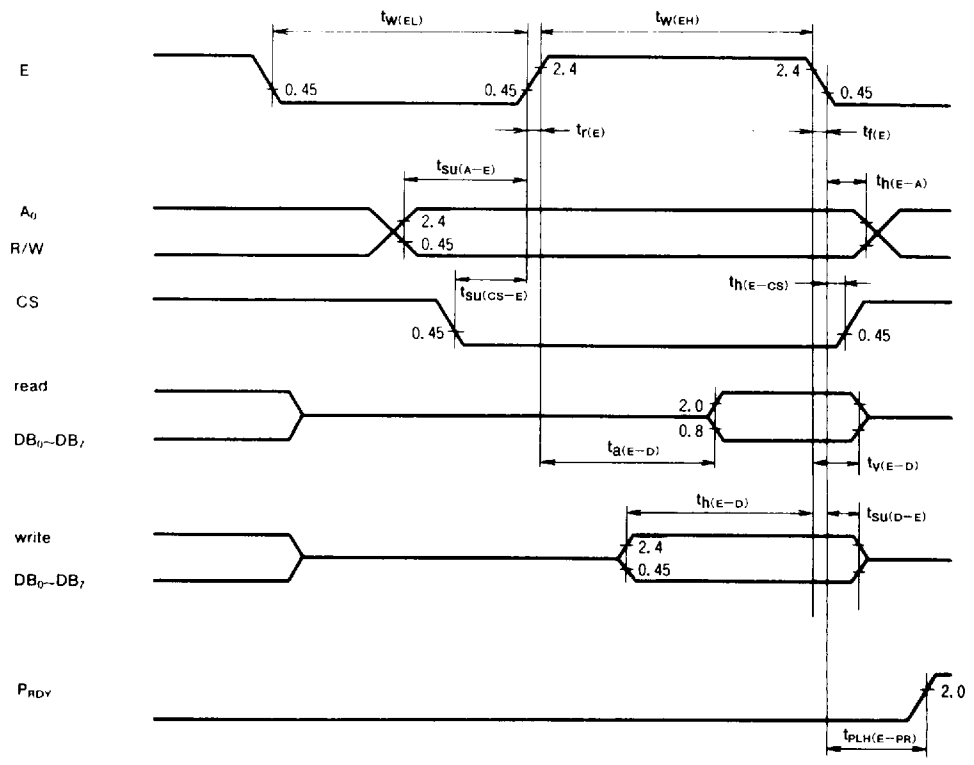 tW(EL) tW(EH)
E
2.4 2.4
0.45 0.45 0.45
tr(E) tf(E)
tsu(A-E) th(E-A)
A0
2.4
R/W
0.45
tsu(CS-E) th(E-CS)
CS
0.45 0.45
read
2.0
0.8
DB0~DB7
ta(E-D) tv(E-D)
th(E-D) tsu(D-E)
write
2.4
0.45
DB0~DB7
PRDY
2.0
tPLH(E-PR)